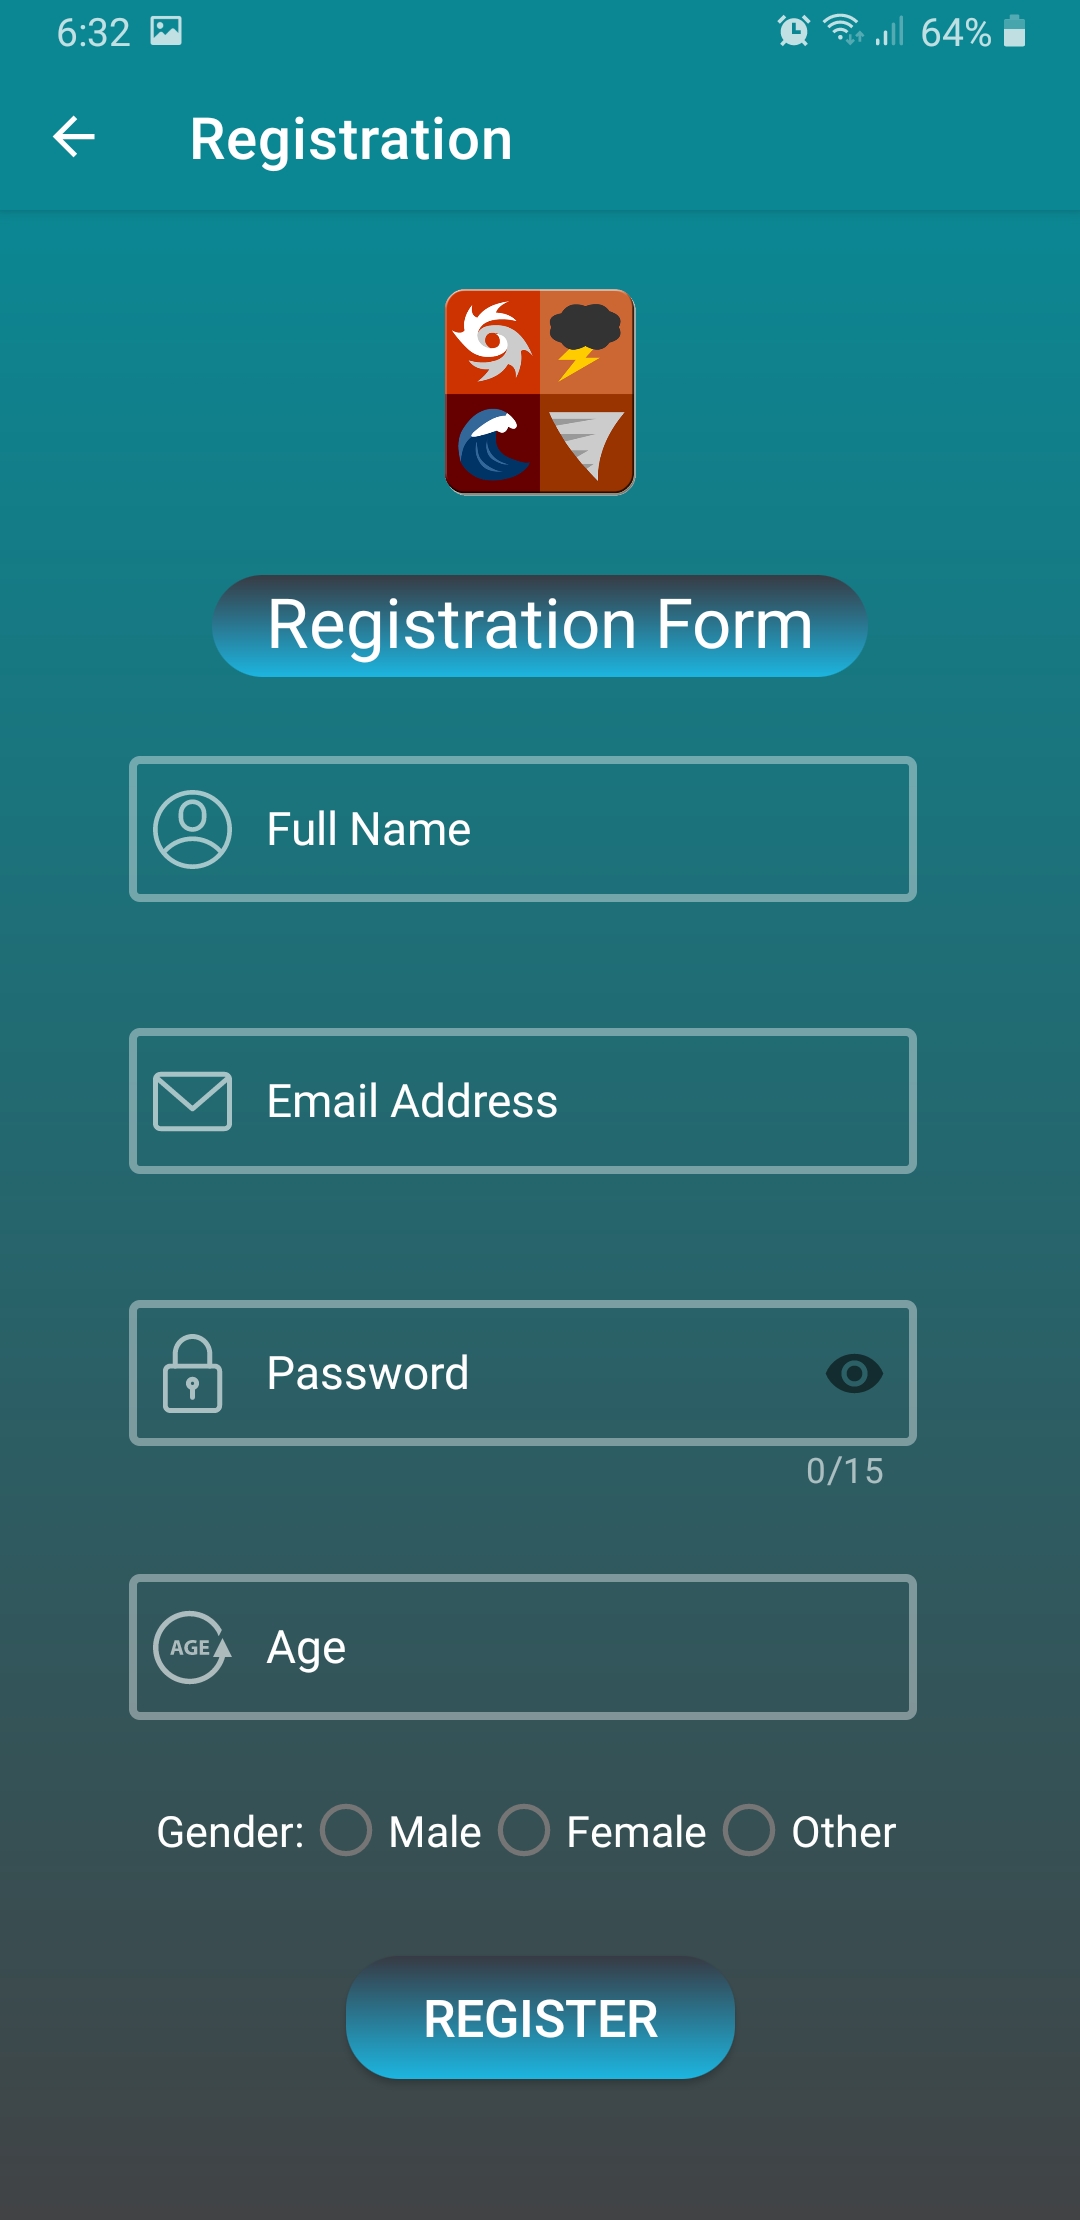 6:32 64%
Registration
Registration Form
Full Name
Email Address
Password
0/15
AGE Age
Gender: Male Female Other
REGISTER